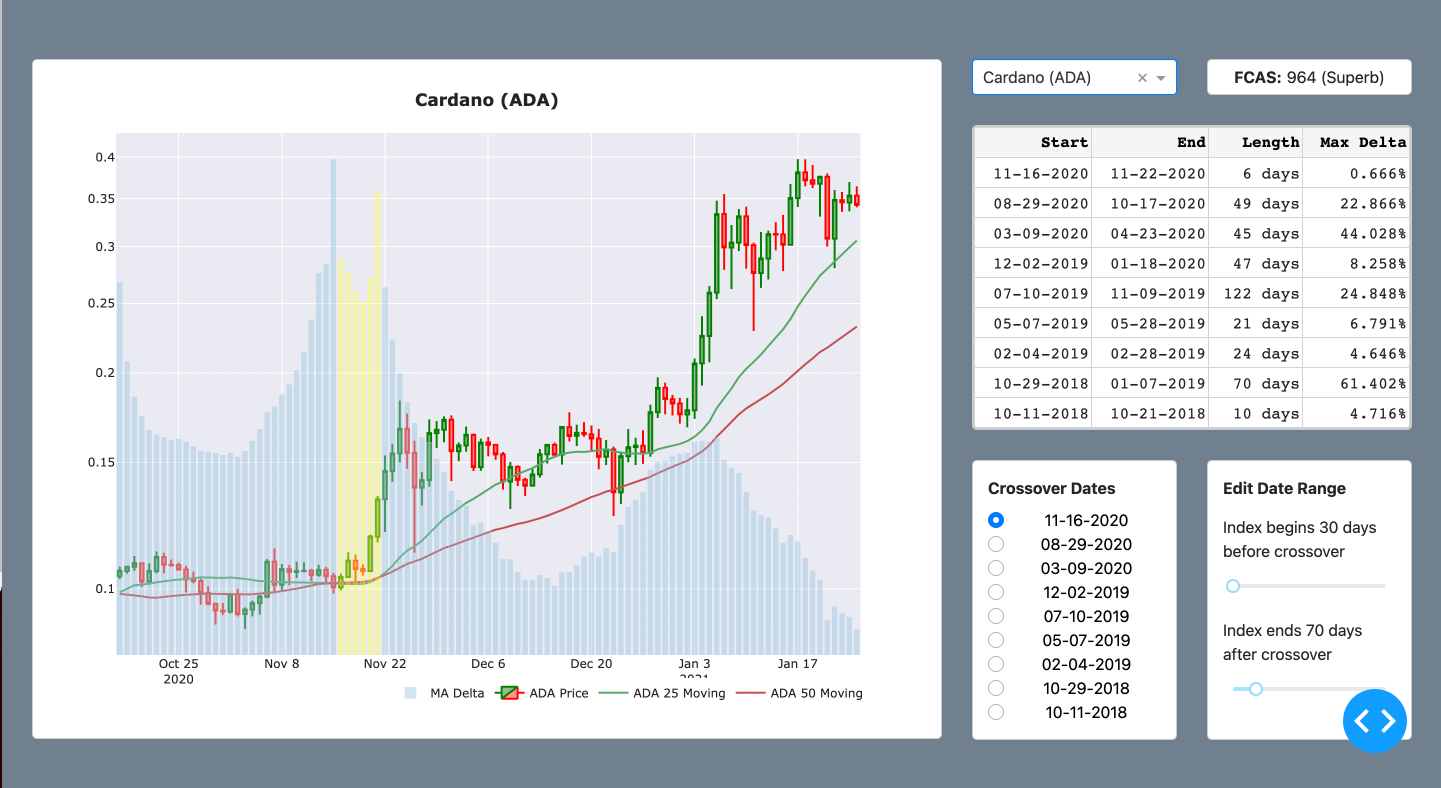 Cardano (ADA)
0.4
0.35
0.3
0.25
0.2
0.15
0.1
Oct 25
2020
Nov 8
Nov 22
Dec 6
Dec 20
Jan 3
2021
Jan 17
MA Delta
ADA Price
ADA 25 Moving
ADA 50 Moving
Cardano (ADA)
FCAS: 964 (Superb)
Start End Length Max Delta
11-16-2020 11-22-2020 6 days 0.666%
08-29-2020 10-17-2020 49 days 22.866%
03-09-2020 04-23-2020 45 days 44.028%
12-02-2019 01-18-2020 47 days 8.258%
07-10-2019 11-09-2019 122 days 24.848%
05-07-2019 05-28-2019 21 days 6.791%
02-04-2019 02-28-2019 24 days 4.646%
10-29-2018 01-07-2019 70 days 61.402%
10-11-2018 10-21-2018 10 days 4.716%
Crossover Dates
11-16-2020
08-29-2020
03-09-2020
12-02-2019
07-10-2019
05-07-2019
02-04-2019
10-29-2018
10-11-2018
Edit Date Range
Index begins 30 days
before crossover
Index ends 70 days
after crossover